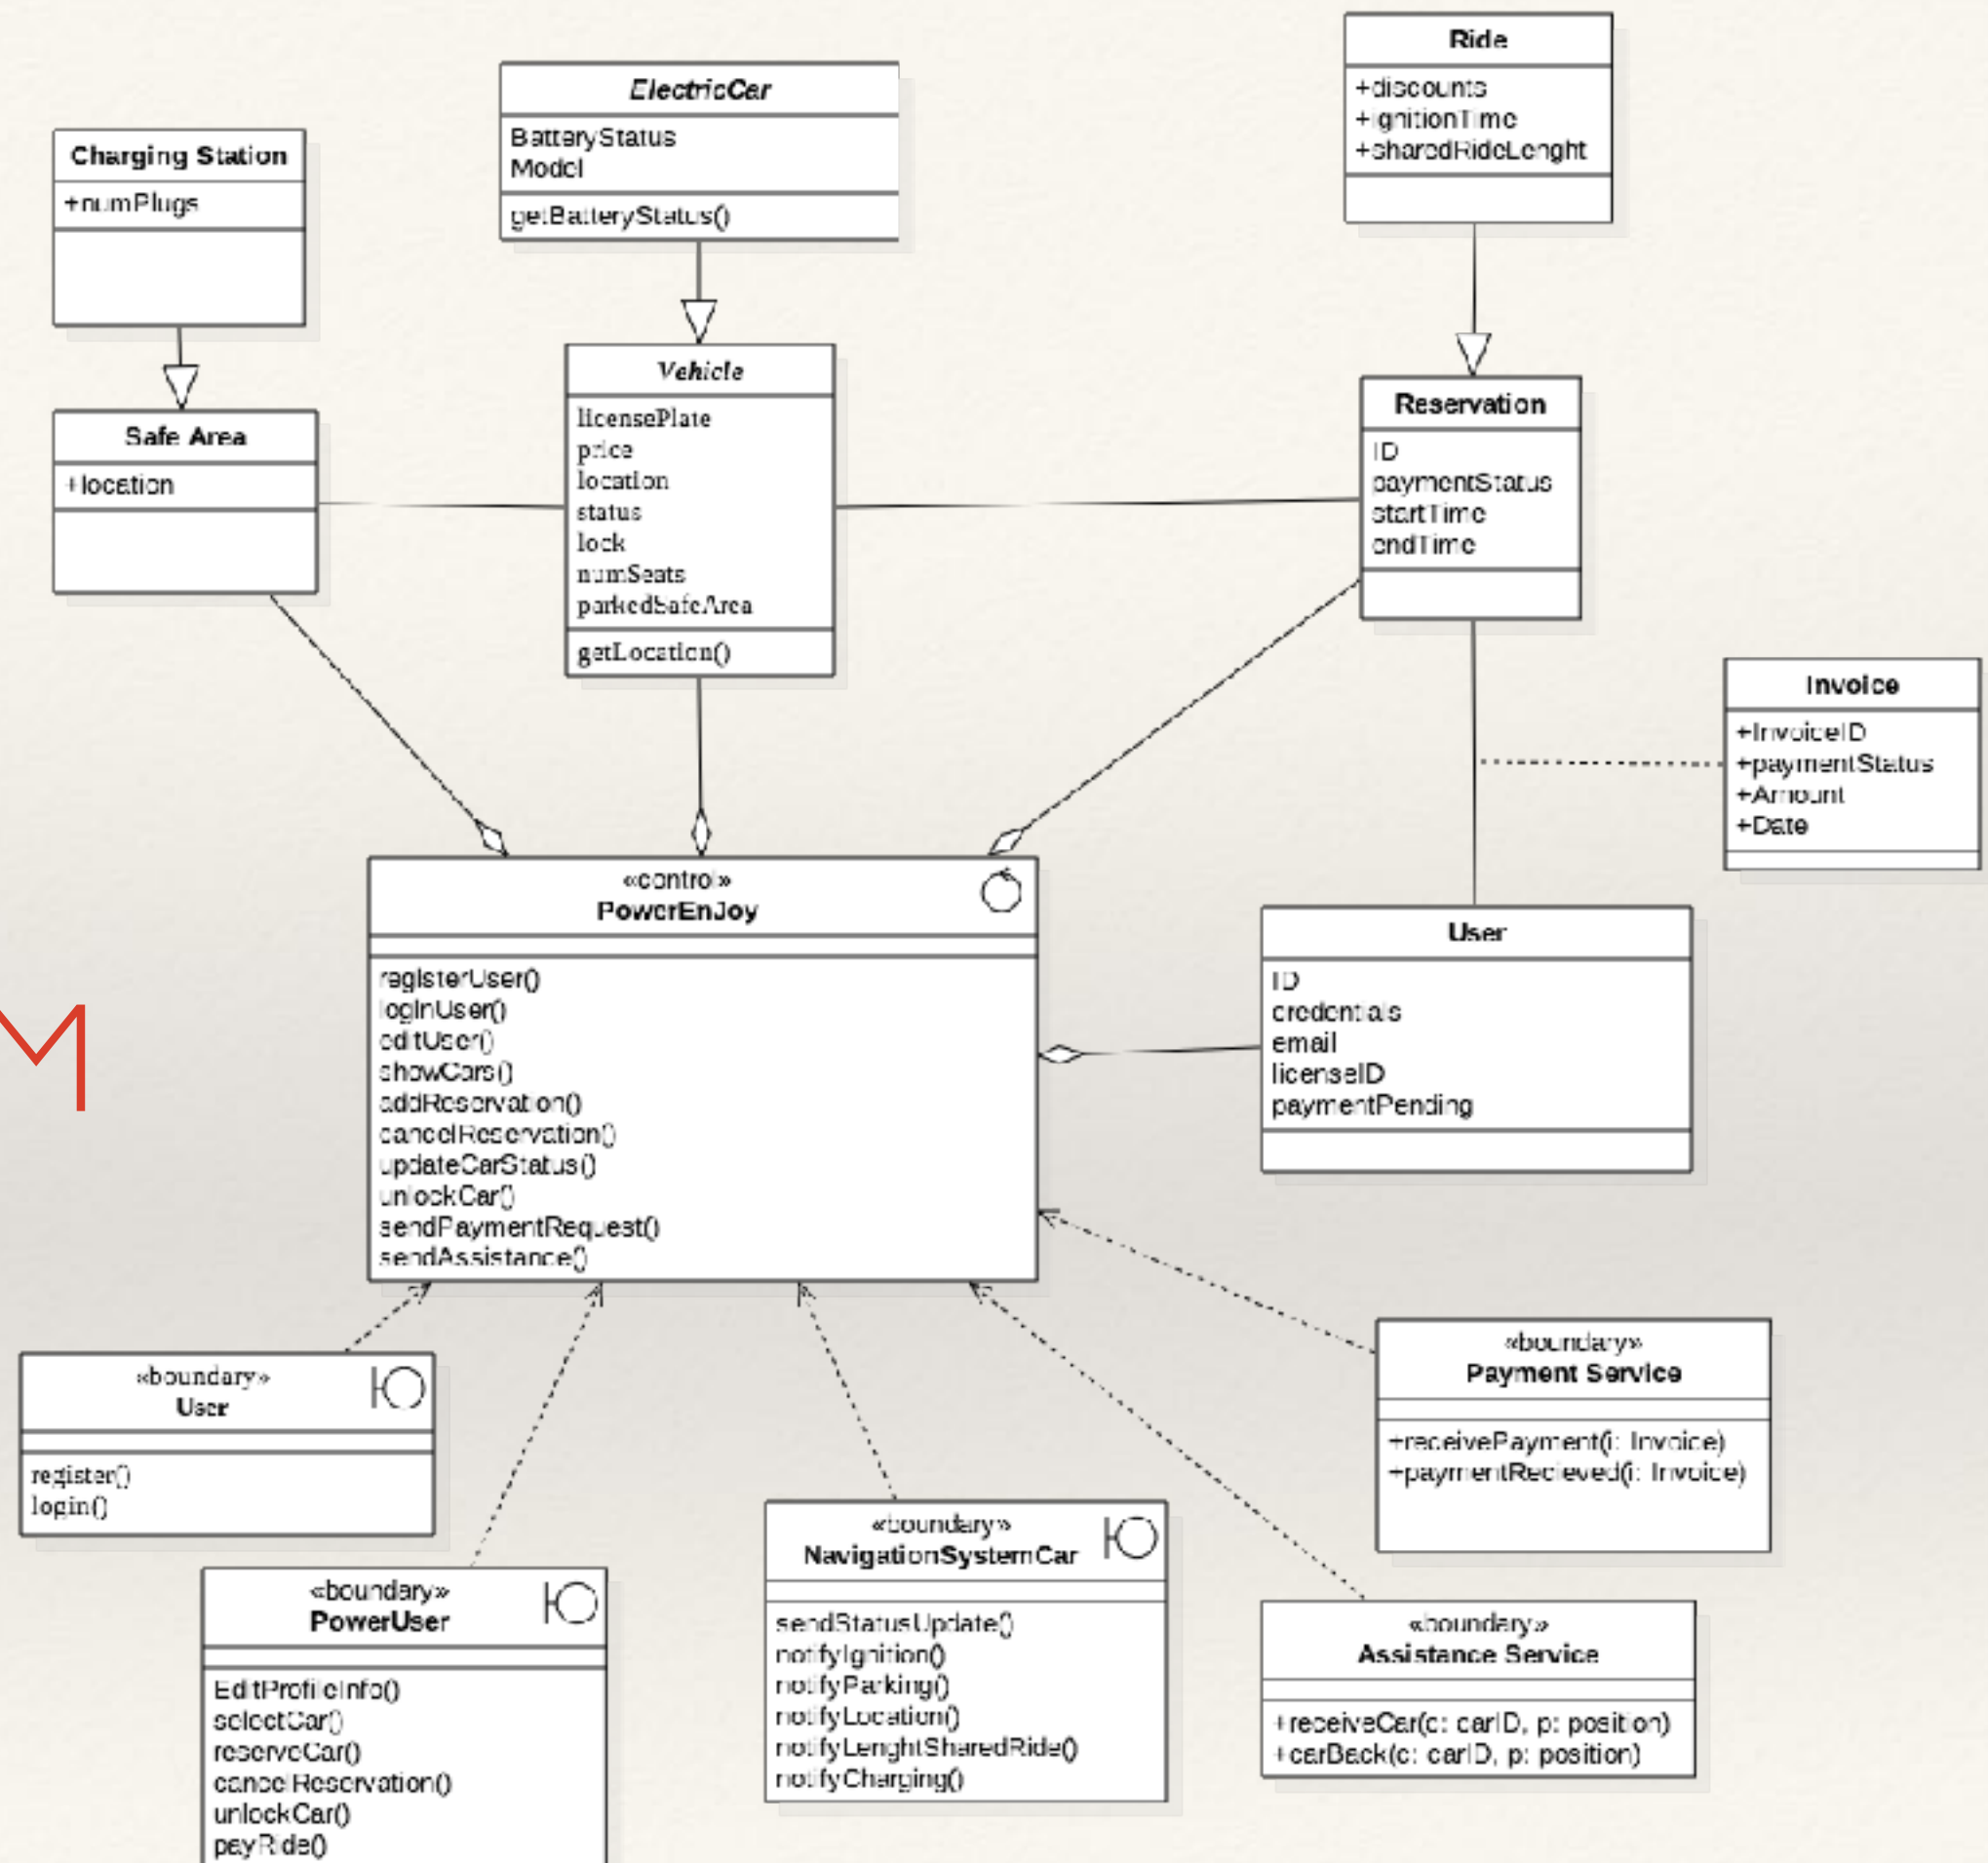 Ride
+discounts
+ignitionTime
+sharedRideLenght
ElectricCar
BatteryStatus
Model
getBatteryStatus()
Charging Station
+numPlugs
Vehicle
licensePlate
price
location
status
lock
numSeats
parkedSafeArea
getLocation()
Reservation
ID
paymentStatus
startTime
endTime
Safe Area
+location
Invoice
+InvoiceID
+paymentStatus
+Amount
+Date
«control»
PowerEnJoy
registerUser()
loginUser()
editUser()
showCars()
addReservation()
cancelReservation()
updateCarStatus()
unlockCar()
sendPaymentRequest()
sendAssistance()
User
ID
credentials
email
licenseID
paymentPending
M
«boundary»
User
register()
login()
«boundary»
Payment Service
+receivePayment(i: Invoice)
+paymentRecieved(i: Invoice)
«boundary»
PowerUser
EditProfileInfo()
selectCar()
reserveCar()
cancelReservation()
unlockCar()
payRide()
«boundary»
NavigationSystemCar
sendStatusUpdate()
notifyIgnition()
notifyParking()
notifyLocation()
notifyLenghtSharedRide()
notifyCharging()
«boundary»
Assistance Service
+receiveCar(c: carID, p: position)
+carBack(c: carID, p: position)